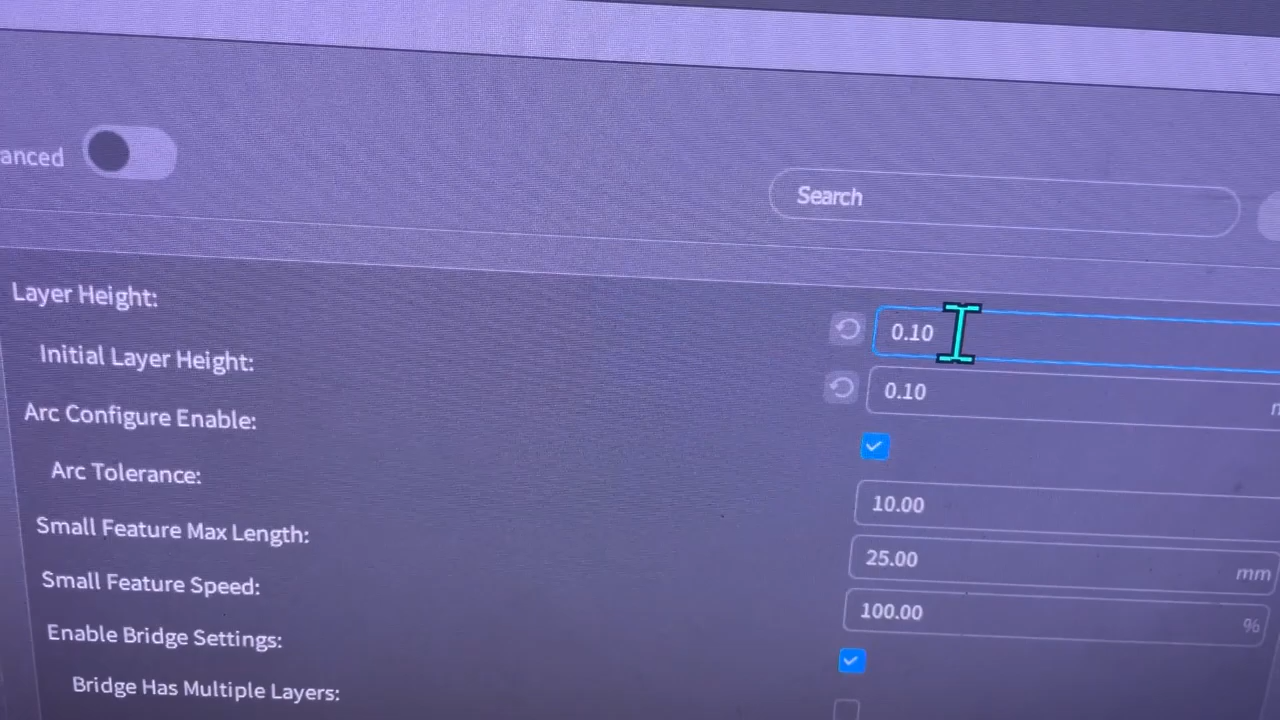 anced
Search
Layer Height:
0.10
Initial Layer Height:
0.10
Arc Configure Enable:
Arc Tolerance:
10.00
Small Feature Max Length:
25.00 mm
Small Feature Speed:
100.00 %
Enable Bridge Settings:
Bridge Has Multiple Layers: